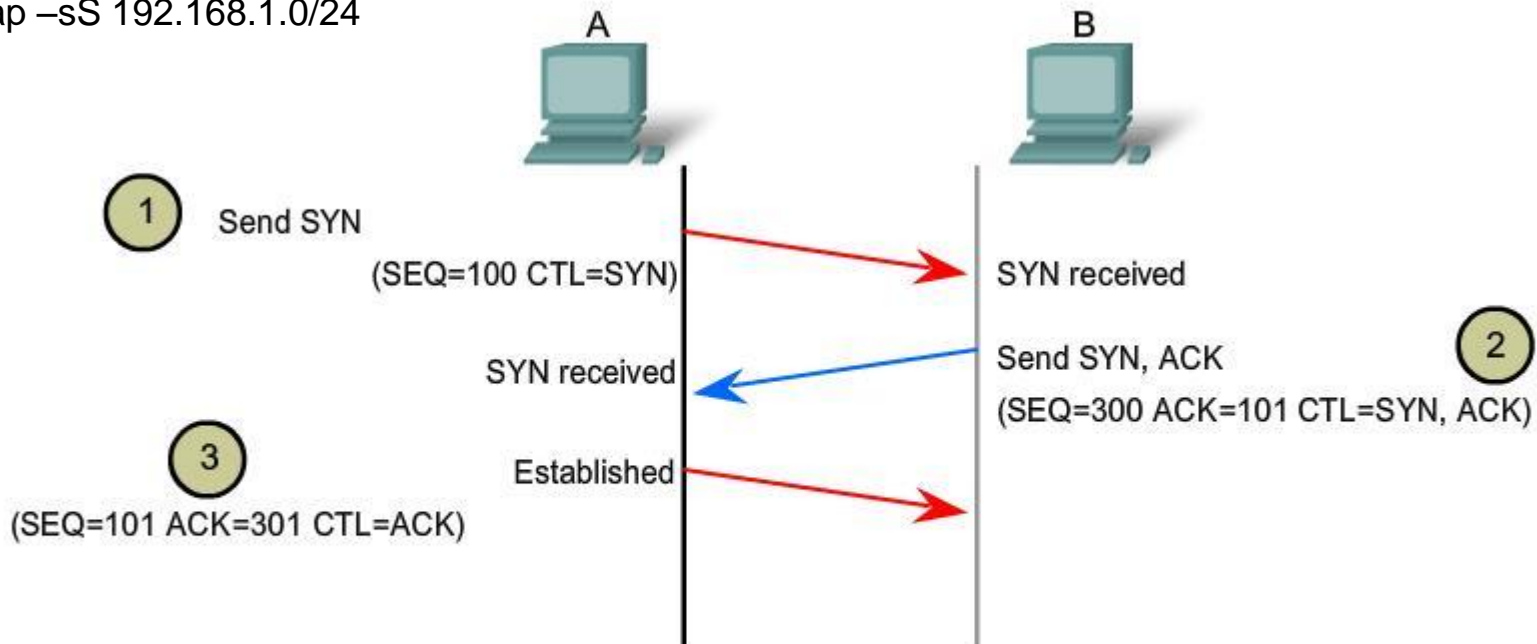 ap –sS 192.168.1.0/24
A
B
1
Send SYN
(SEQ=100 CTL=SYN)
SYN received
2
Send SYN, ACK
(SEQ=300 ACK=101 CTL=SYN, ACK)
SYN received
3
Established
(SEQ=101 ACK=301 CTL=ACK)